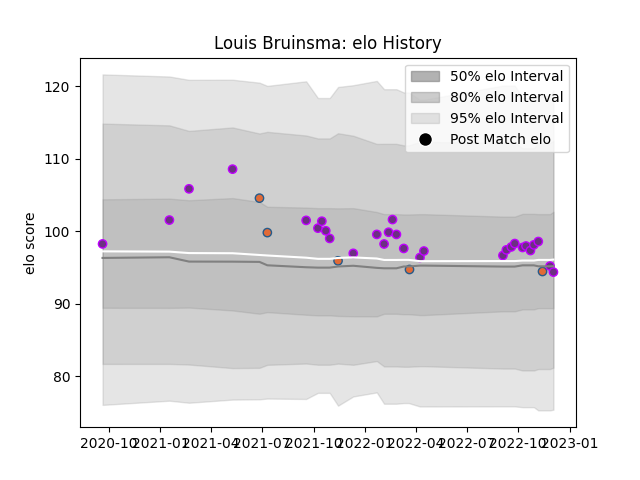 Louis Bruinsma: elo History
50% elo Interval
80% elo Interval
95% elo Interval
Post Match elo
elo score
120
110
100
90
80
2020-10 2021-01 2021-04 2021-07 2021-10 2022-01 2022-04 2022-07 2022-10 2023-01